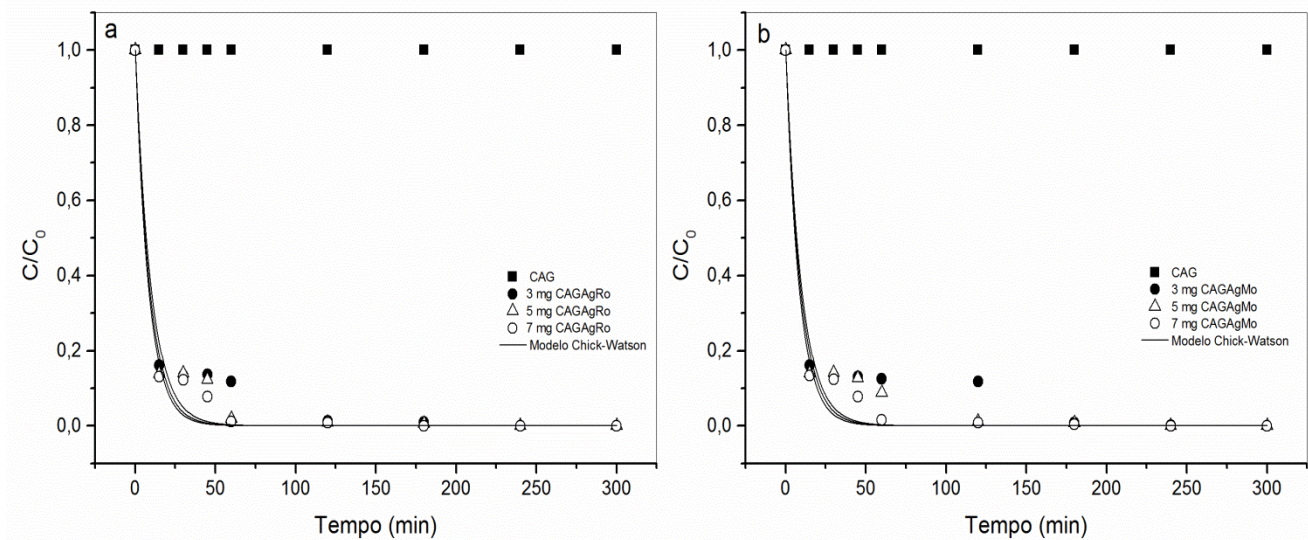 a
1,0
0,8
0,6
0,4
0,2
0,0
C/C0
CAG
3 mg CAGAgRo
5 mg CAGAgRo
7 mg CAGAgRo
Modelo Chick-Watson
0 50 100 150 200 250 300
Tempo (min)
b
1,0
0,8
0,6
0,4
0,2
0,0
C/C0
CAG
3 mg CAGAgMo
5 mg CAGAgMo
7 mg CAGAgMo
Modelo Chick-Watson
0 50 100 150 200 250 300
Tempo (min)